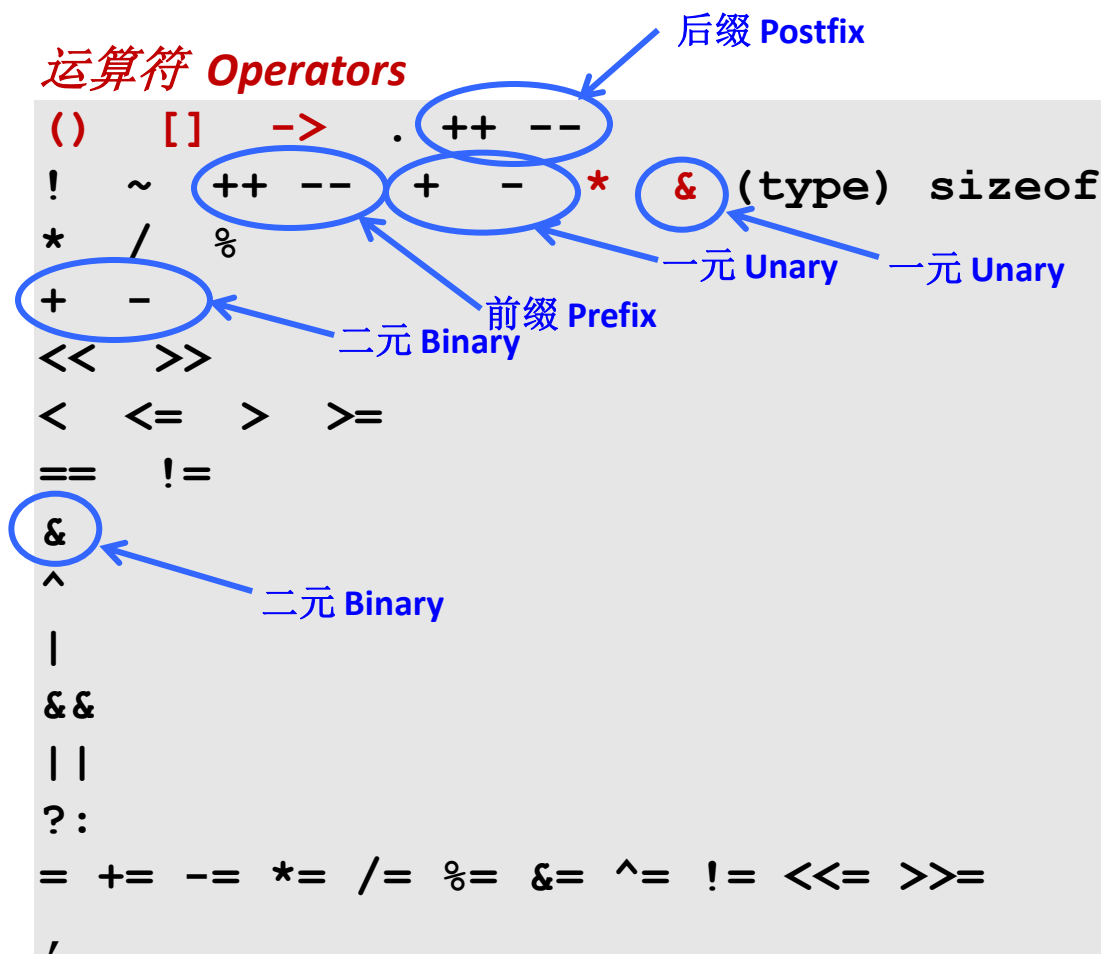 后缀 Postfix
运算符 Operators
() [] -> . ++ --
! ~ ++ -- + - * & (type) sizeof
* / %
一元 Unary 一元 Unary
+ -
前缀 Prefix
二元 Binary
<< >>
< <= > >=
== !=
&
^
二元 Binary
|
&&
||
?:
= += -= *= /= %= &= ^= != <<= >>=
,